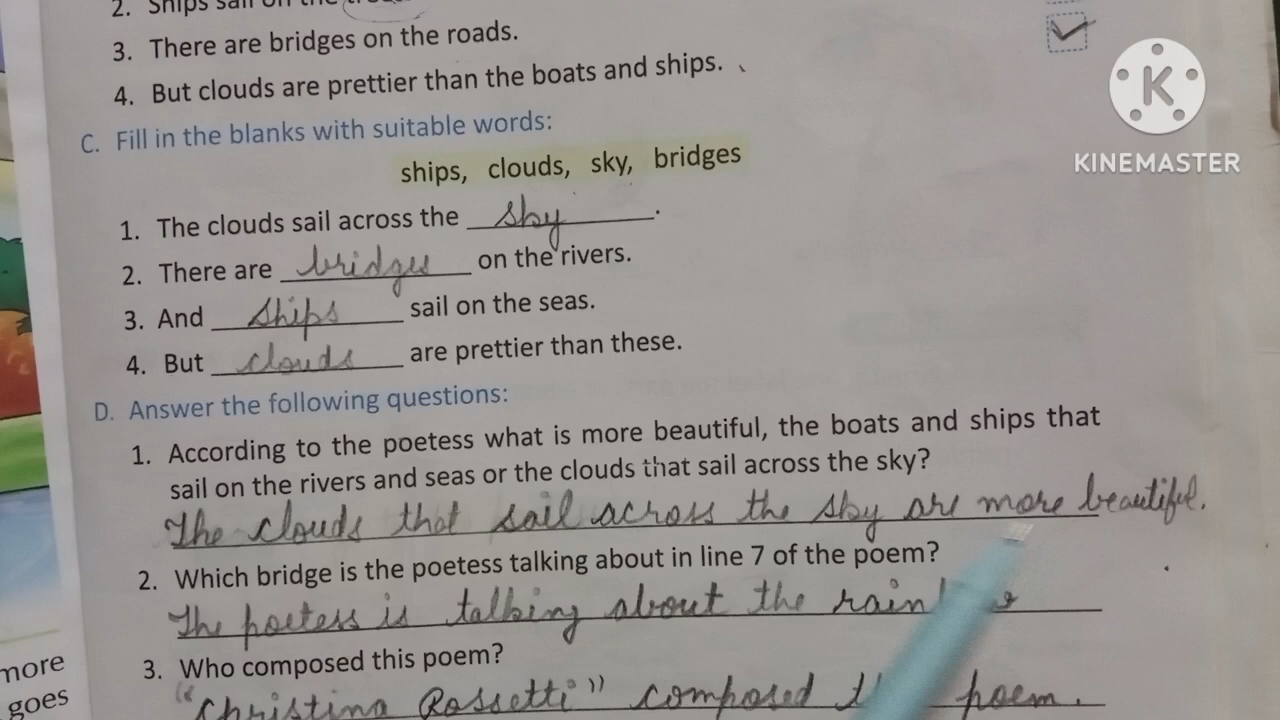 2. Ships sail on the
3. There are bridges on the roads.
4. But clouds are prettier than the boats and ships.
K
KINEMASTER
C. Fill in the blanks with suitable words:
ships, clouds, sky, bridges
1. The clouds sail across the sky.
2. There are bridges on the rivers.
3. And ships sail on the seas.
4. But clouds are prettier than these.
D. Answer the following questions:
1. According to the poetess what is more beautiful, the boats and ships that
sail on the rivers and seas or the clouds that sail across the sky?
The clouds that sail across the sky are more beautiful.
2. Which bridge is the poetess talking about in line 7 of the poem?
The poetess is talking about the
3. Who composed this poem?
"Christina Rossetti" composed poem.
more
goes